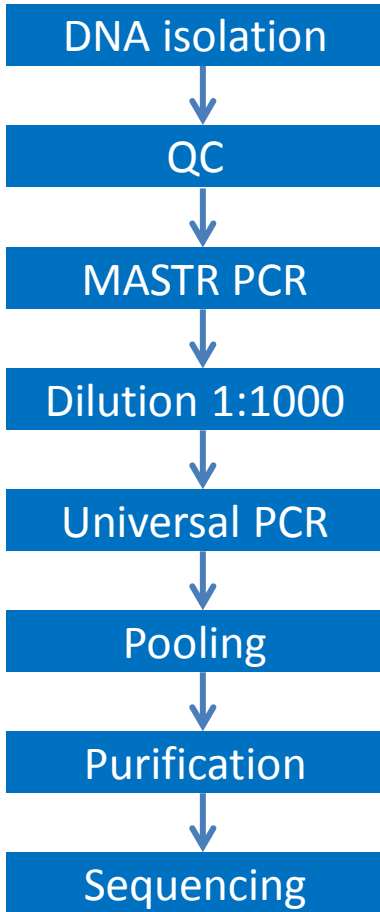 DNA isolation
QC
MASTR PCR
Dilution 1:1000
Universal PCR
Pooling
Purification
Sequencing